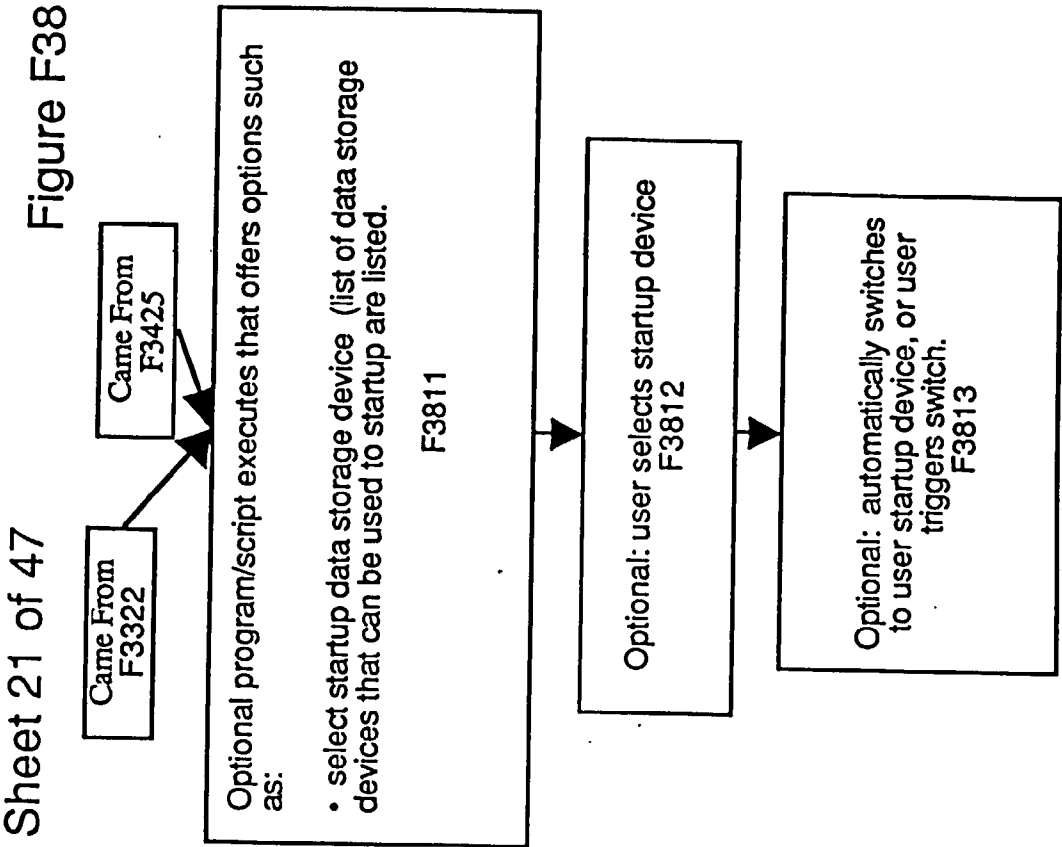 Sheet 21 of 47
Figure F38
Came From
F3322
Came From
F3425
Optional program/script executes that offers options such
as:
• select startup data storage device (list of data storage
devices that can be used to startup are listed.
F3811
Optional: user selects startup device
F3812
Optional: automatically switches
to user startup device, or user
triggers switch.
F3813